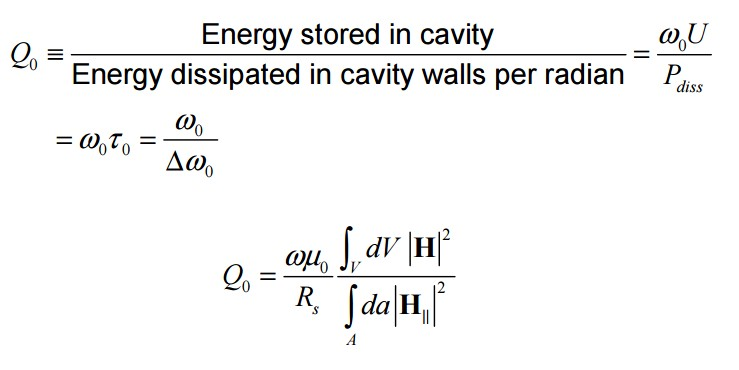 Q₀ ≡ Energy stored in cavity / Energy dissipated in cavity walls per radian = ω₀U / P_diss
= ω₀τ₀ = ω₀ / Δω₀
Q₀ = ωμ₀ / R_s ∫_V dV |𝐇|² / ∫_A da |𝐇_∥|²